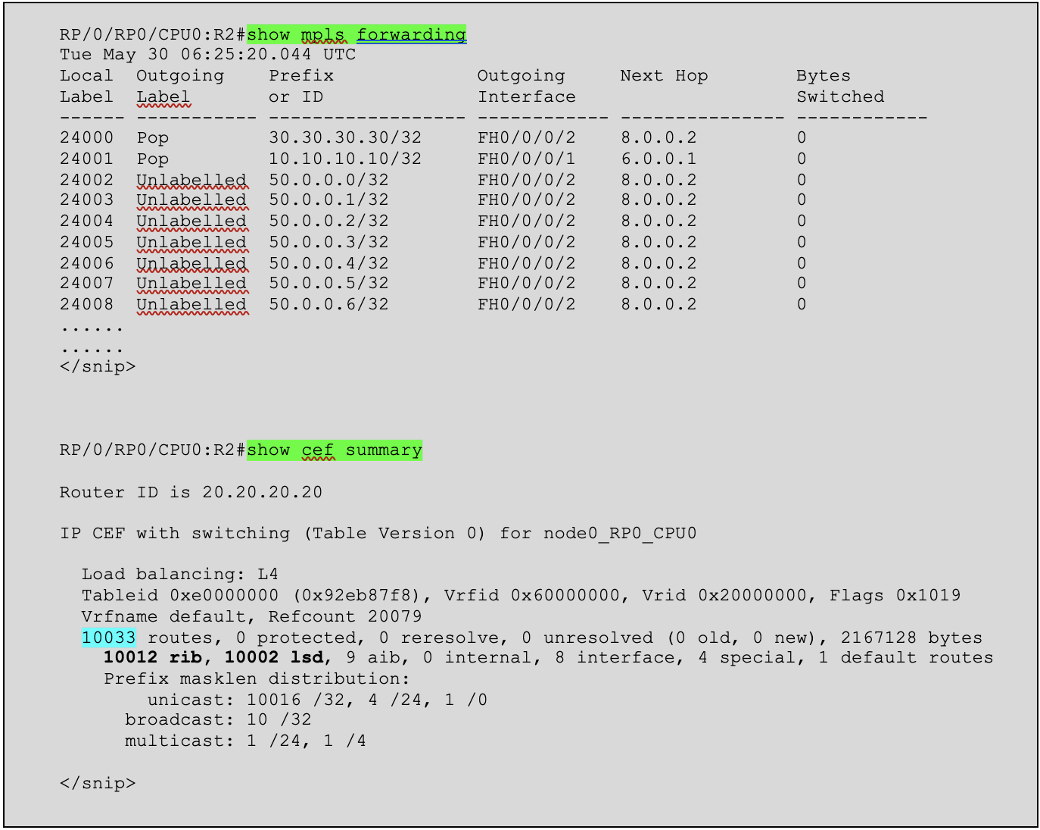 RP/0/RP0/CPU0:R2#show mpls forwarding
Tue May 30 06:25:20.044 UTC
Local  Outgoing    Prefix             Outgoing     Next Hop        Bytes
Label  Label       or ID              Interface                    Switched
------ ----------- ------------------ ------------ --------------- ------------
24000  Pop         30.30.30.30/32     FH0/0/0/2    8.0.0.2         0
24001  Pop         10.10.10.10/32     FH0/0/0/1    6.0.0.1         0
24002  Unlabelled  50.0.0.0/32        FH0/0/0/2    8.0.0.2         0
24003  Unlabelled  50.0.0.1/32        FH0/0/0/2    8.0.0.2         0
24004  Unlabelled  50.0.0.2/32        FH0/0/0/2    8.0.0.2         0
24005  Unlabelled  50.0.0.3/32        FH0/0/0/2    8.0.0.2         0
24006  Unlabelled  50.0.0.4/32        FH0/0/0/2    8.0.0.2         0
24007  Unlabelled  50.0.0.5/32        FH0/0/0/2    8.0.0.2         0
24008  Unlabelled  50.0.0.6/32        FH0/0/0/2    8.0.0.2         0
......
......
</snip>
RP/0/RP0/CPU0:R2#show cef summary
Router ID is 20.20.20.20
IP CEF with switching (Table Version 0) for node0_RP0_CPU0
Load balancing: L4
Tableid 0xe0000000 (0x92eb87f8), Vrfid 0x60000000, Vrid 0x20000000, Flags 0x1019
Vrfname default, Refcount 20079
10033 routes, 0 protected, 0 reresolve, 0 unresolved (0 old, 0 new), 2167128 bytes
10012 rib, 10002 lsd, 9 aib, 0 internal, 8 interface, 4 special, 1 default routes
Prefix masklen distribution:
unicast: 10016 /32, 4 /24, 1 /0
broadcast: 10 /32
multicast: 1 /24, 1 /4
</snip>